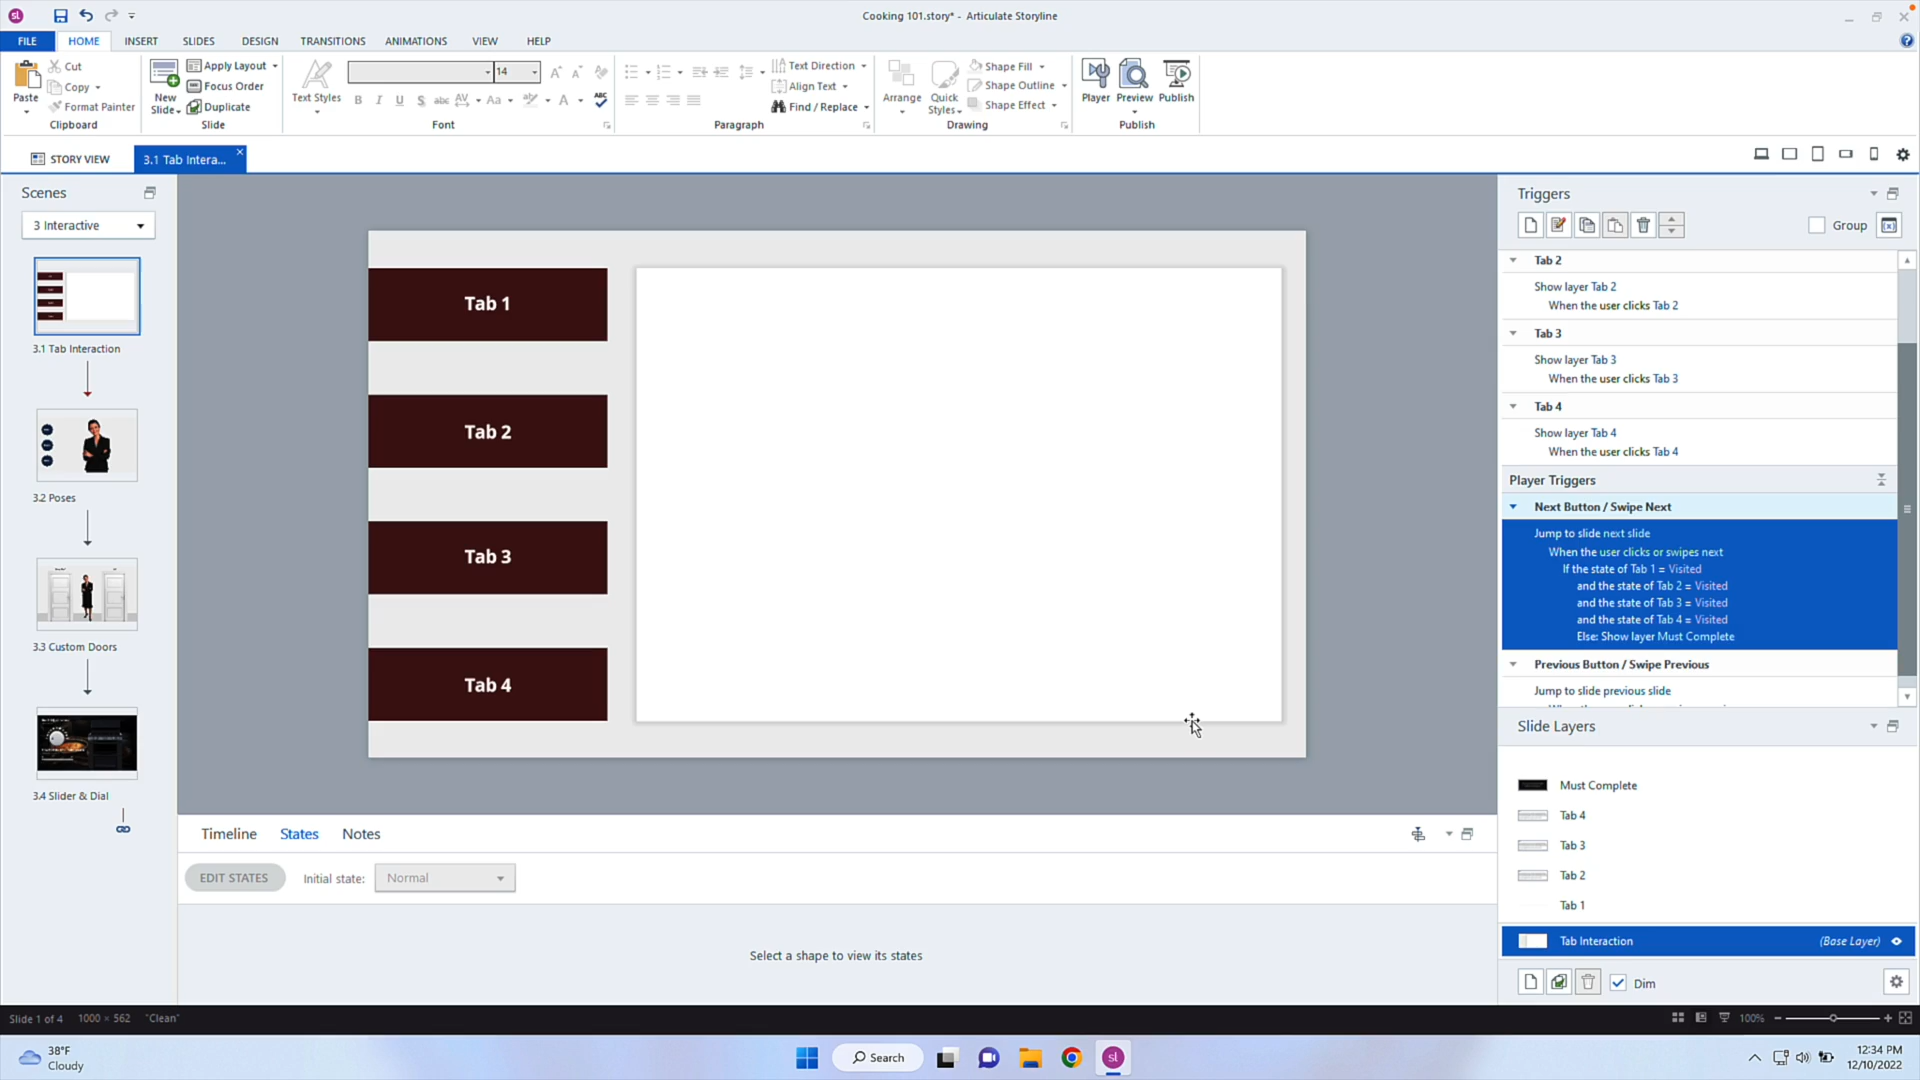 sl
Cooking 101.story* - Articulate Storyline
FILE HOME INSERT SLIDES DESIGN TRANSITIONS ANIMATIONS VIEW HELP
Paste
Cut
Copy
Format Painter
Clipboard
New Slide
Apply Layout
Focus Order
Duplicate
Slide
Text Styles
14
B I U S abc AV Aa A ABC
Font
Text Direction
Align Text
Find / Replace
Paragraph
Arrange
Quick Styles
Shape Fill
Shape Outline
Shape Effect
Drawing
Player
Preview
Publish
Publish
STORY VIEW
3.1 Tab Intera...
Scenes
3 Interactive
3.1 Tab Interaction
3.2 Poses
3.3 Custom Doors
3.4 Slider & Dial
Tab 1
Tab 2
Tab 3
Tab 4
Timeline States Notes
EDIT STATES Initial state: Normal
Select a shape to view its states
Triggers
Group
Tab 2
Show layer Tab 2
When the user clicks Tab 2
Tab 3
Show layer Tab 3
When the user clicks Tab 3
Tab 4
Show layer Tab 4
When the user clicks Tab 4
Player Triggers
Next Button / Swipe Next
Jump to slide next slide
When the user clicks or swipes next
If the state of Tab 1 = Visited
and the state of Tab 2 = Visited
and the state of Tab 3 = Visited
and the state of Tab 4 = Visited
Else: Show layer Must Complete
Previous Button / Swipe Previous
Jump to slide previous slide
Slide Layers
Must Complete
Tab 4
Tab 3
Tab 2
Tab 1
Tab Interaction (Base Layer)
Dim
Slide 1 of 4 1000 × 562 "Clean"
100%
38°F
Cloudy
Search
sl
12:34 PM
12/10/2022